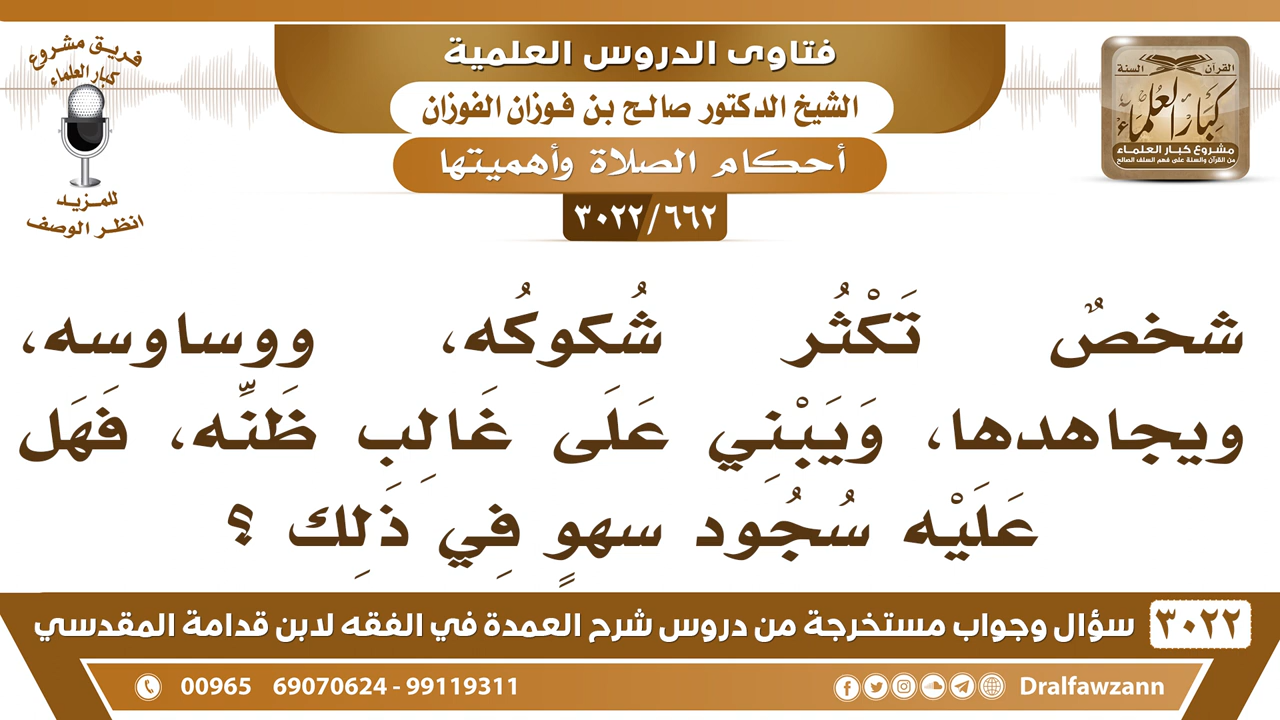 فريق مشروع
كبار العلماء
للمزيد
انظر الوصف
فتاوى الدروس العلمية
الشيخ الدكتور صالح بن فوزان الفوزان
أحكام الصلاة وأهميتها
٣٠٢٢/٦٦٢
القرآن السنة
كبار العلماء
مشروع كبار العلماء
من القرآن والسنة على فهم السلف الصالح
شخصٌ تَكْثُر شُكوكُه، ووساوسه،
ويجاهدها، وَيَبْنِي عَلَى غَالِبِ ظَنِّه، فَهَل
عَلَيْه سُجُود سهوٍ فِي ذَلِك ؟
سؤال وجواب مستخرجة من دروس شرح العمدة في الفقه لابن قدامة المقدسي
٣٠٢٢
00965 69070624 - 99119311
Dralfawzann